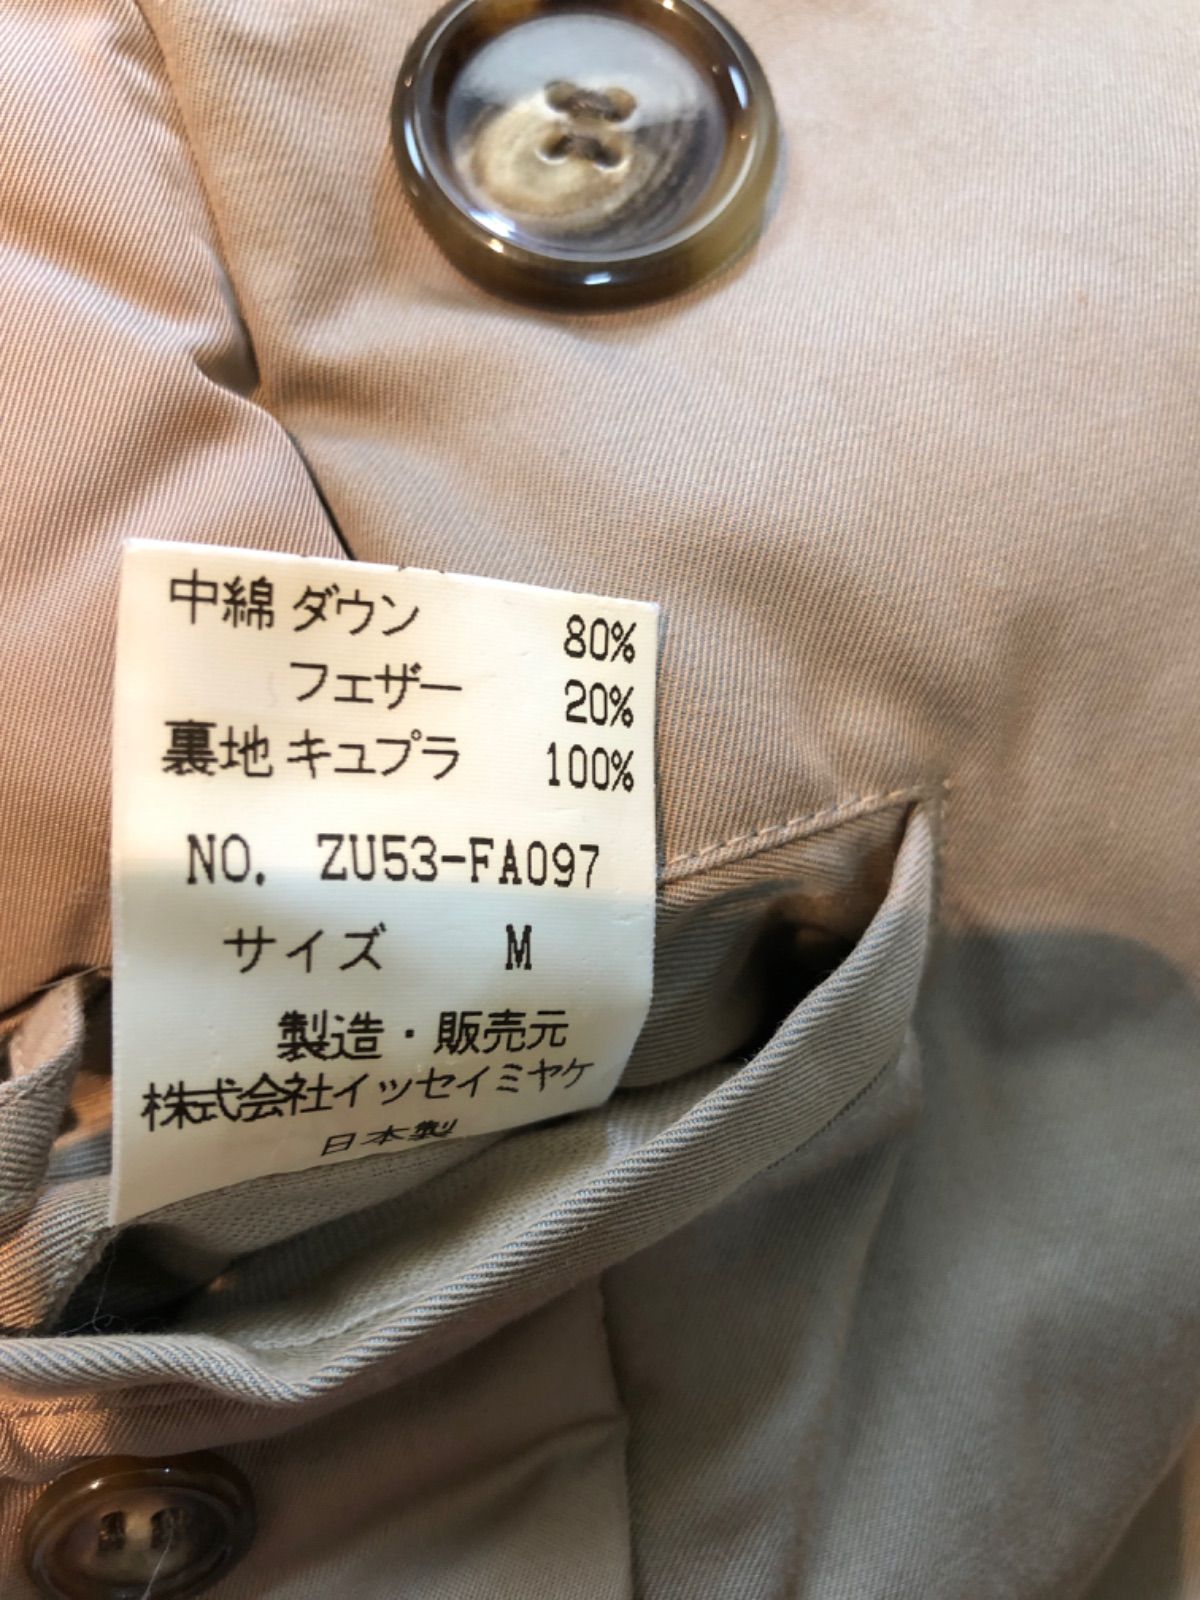 中綿 ダウン 80%
フェザー 20%
裏地 キュプラ 100%
NO. ZU53-FA097
サイズ M
製造・販売元
株式会社イッセイミヤケ
日本製